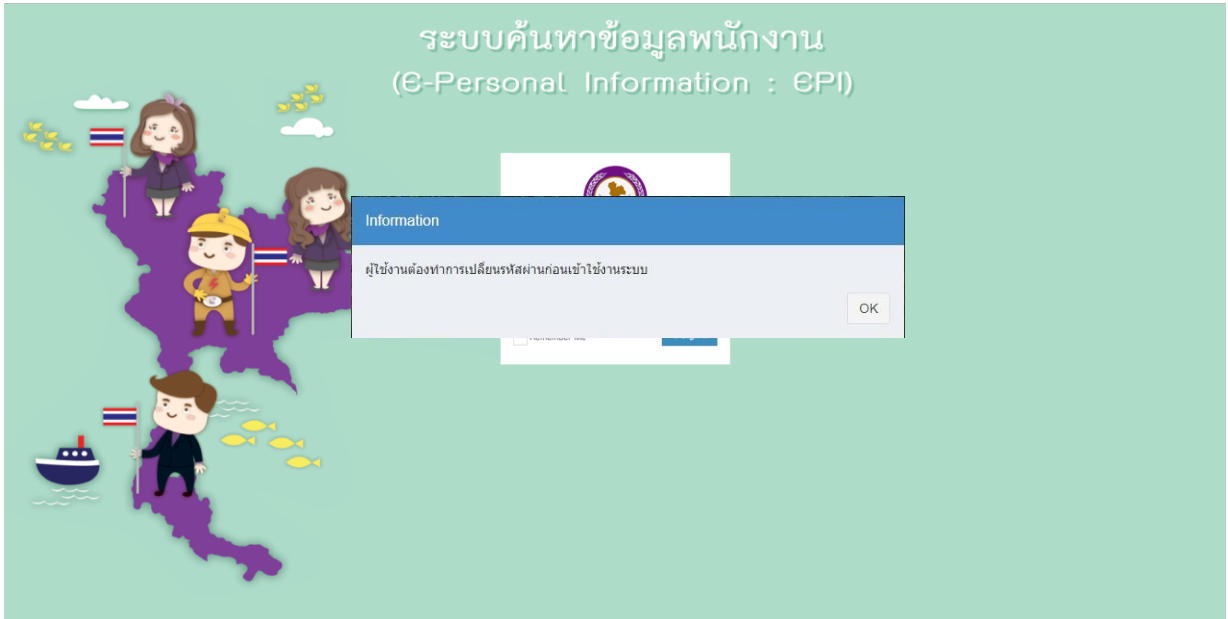 ระบบค้นหาข้อมูลพนักงาน
(E-Personal Information : EPI)
Information
ผู้ใช้งานต้องทำการเปลี่ยนรหัสผ่านก่อนเข้าใช้งานระบบ
OK
Remember Me